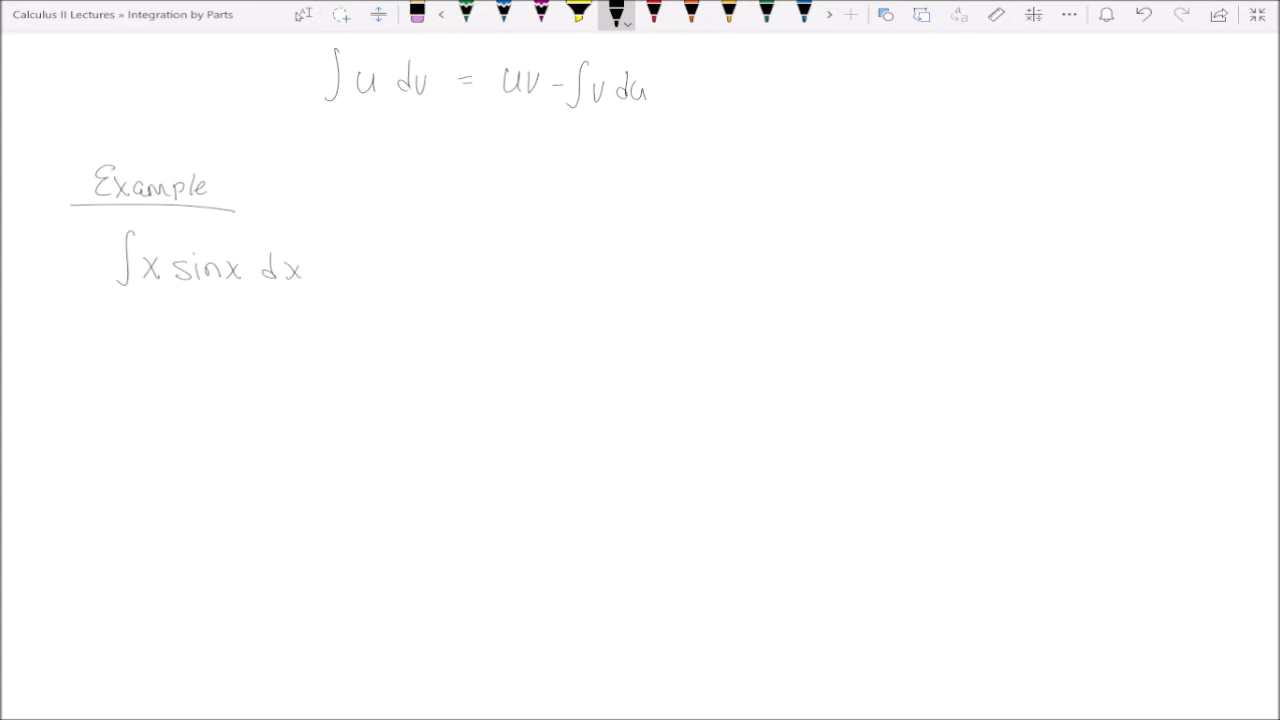 Calculus II Lectures » Integration by Parts
∫ u dv = uv - ∫ v du
Example
∫ x sinx dx